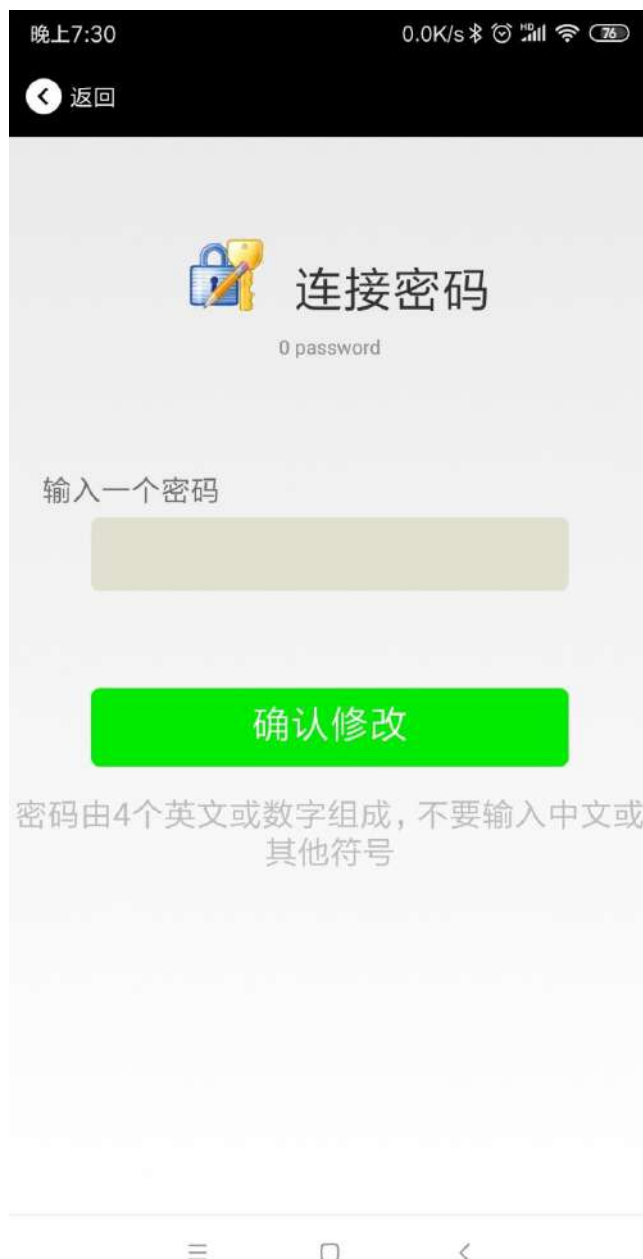 晚上7:30 0.0K/s HD 76
返回
连接密码
0 password
输入一个密码
确认修改
密码由4个英文或数字组成，不要输入中文或
其他符号